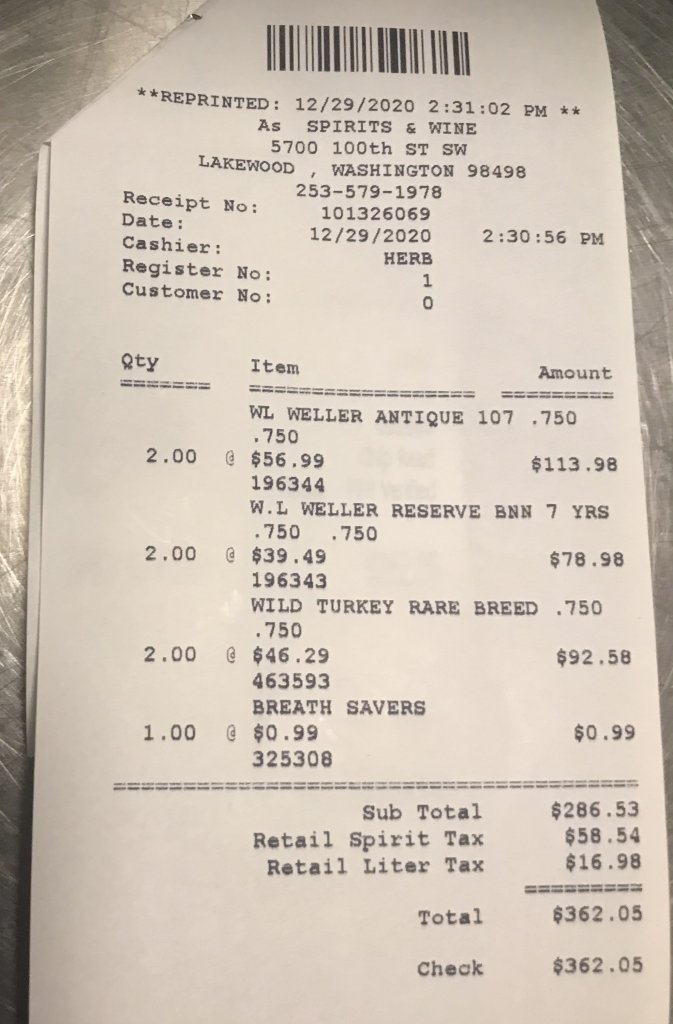 **REPRINTED: 12/29/2020 2:31:02 PM **
As SPIRITS & WINE
5700 100th ST SW
LAKEWOOD , WASHINGTON 98498
253-579-1978
Receipt No: 101326069
Date: 12/29/2020 2:30:56 PM
Cashier: HERB
Register No: 1
Customer No: 0
Qty Item Amount
WL WELLER ANTIQUE 107 .750
.750
2.00 @ $56.99 $113.98
196344
W.L WELLER RESERVE BNN 7 YRS
.750 .750
2.00 @ $39.49 $78.98
196343
WILD TURKEY RARE BREED .750
.750
2.00 @ $46.29 $92.58
463593
BREATH SAVERS
1.00 @ $0.99 $0.99
325308
Sub Total $286.53
Retail Spirit Tax $58.54
Retail Liter Tax $16.98
Total $362.05
Check $362.05